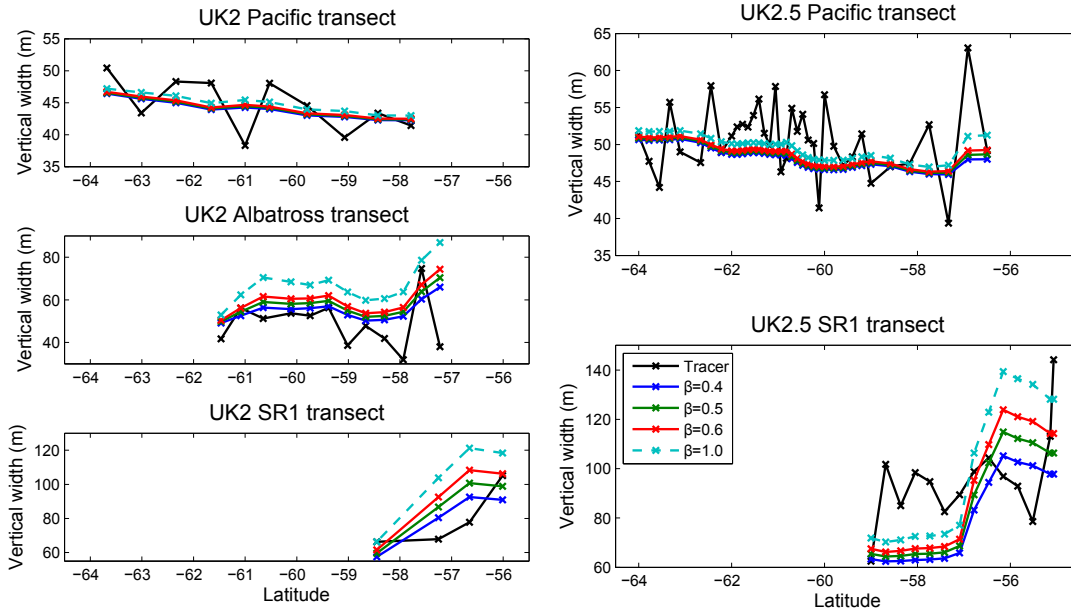 UK2 Pacific transect
Vertical width (m)
55
50
45
40
35
−64 −63 −62 −61 −60 −59 −58 −57 −56
UK2 Albatross transect
Vertical width (m)
80
60
40
−64 −63 −62 −61 −60 −59 −58 −57 −56
UK2 SR1 transect
Vertical width (m)
120
100
80
60
−64 −63 −62 −61 −60 −59 −58 −57 −56
Latitude
UK2.5 Pacific transect
Vertical width (m)
65
60
55
50
45
40
35
−64 −62 −60 −58 −56
UK2.5 SR1 transect
Vertical width (m)
140
120
100
80
60
Tracer
β=0.4
β=0.5
β=0.6
β=1.0
−64 −62 −60 −58 −56
Latitude